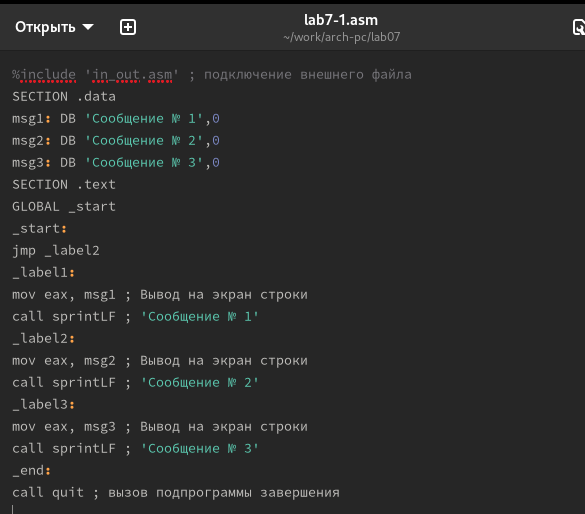 Открыть
lab7-1.asm
~/work/arch-pc/lab07
%include 'in_out.asm' ; подключение внешнего файла
SECTION .data
msg1: DB 'Сообщение № 1',0
msg2: DB 'Сообщение № 2',0
msg3: DB 'Сообщение № 3',0
SECTION .text
GLOBAL _start
_start:
jmp _label2
_label1:
mov eax, msg1 ; Вывод на экран строки
call sprintLF ; 'Сообщение № 1'
_label2:
mov eax, msg2 ; Вывод на экран строки
call sprintLF ; 'Сообщение № 2'
_label3:
mov eax, msg3 ; Вывод на экран строки
call sprintLF ; 'Сообщение № 3'
_end:
call quit ; вызов подпрограммы завершения